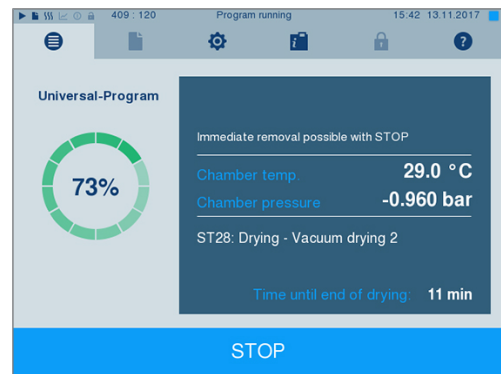 409 : 120 Program running 15:42 13.11.2017
Universal-Program
73%
Immediate removal possible with STOP
Chamber temp. 29.0 °C
Chamber pressure -0.960 bar
ST28: Drying - Vacuum drying 2
Time until end of drying: 11 min
STOP